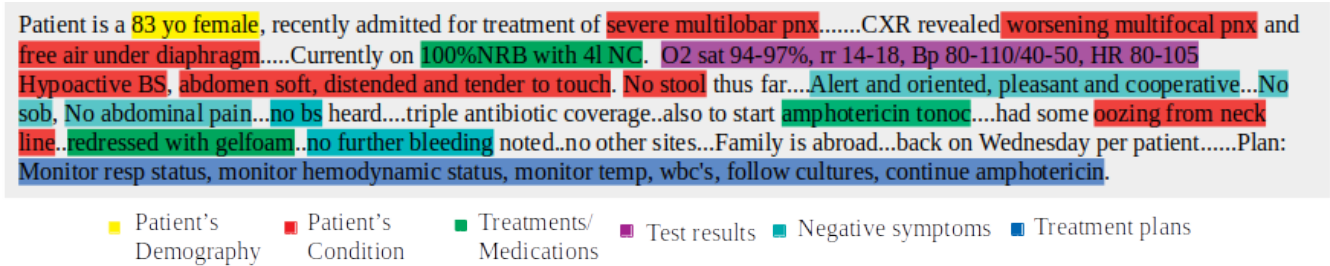 Patient is a 83 yo female, recently admitted for treatment of severe multilobar pnx.......CXR revealed worsening multifocal pnx and
free air under diaphragm.....Currently on 100%NRB with 4l NC. O2 sat 94-97%, rr 14-18, Bp 80-110/40-50, HR 80-105
Hypoactive BS, abdomen soft, distended and tender to touch. No stool thus far....Alert and oriented, pleasant and cooperative...No
sob, No abdominal pain...no bs heard....triple antibiotic coverage..also to start amphotericin tonoc....had some oozing from neck
line..redressed with gelfoam..no further bleeding noted..no other sites...Family is abroad...back on Wednesday per patient......Plan:
Monitor resp status, monitor hemodynamic status, monitor temp, wbc's, follow cultures, continue amphotericin.
Patient's Demography
Patient's Condition
Treatments/ Medications
Test results
Negative symptoms
Treatment plans